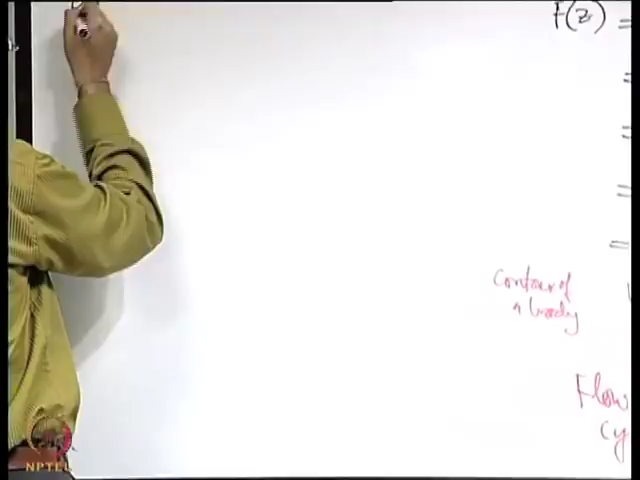 F(z) =
=
=
=
=
contour of
a body
Flow
cy
NPTEL